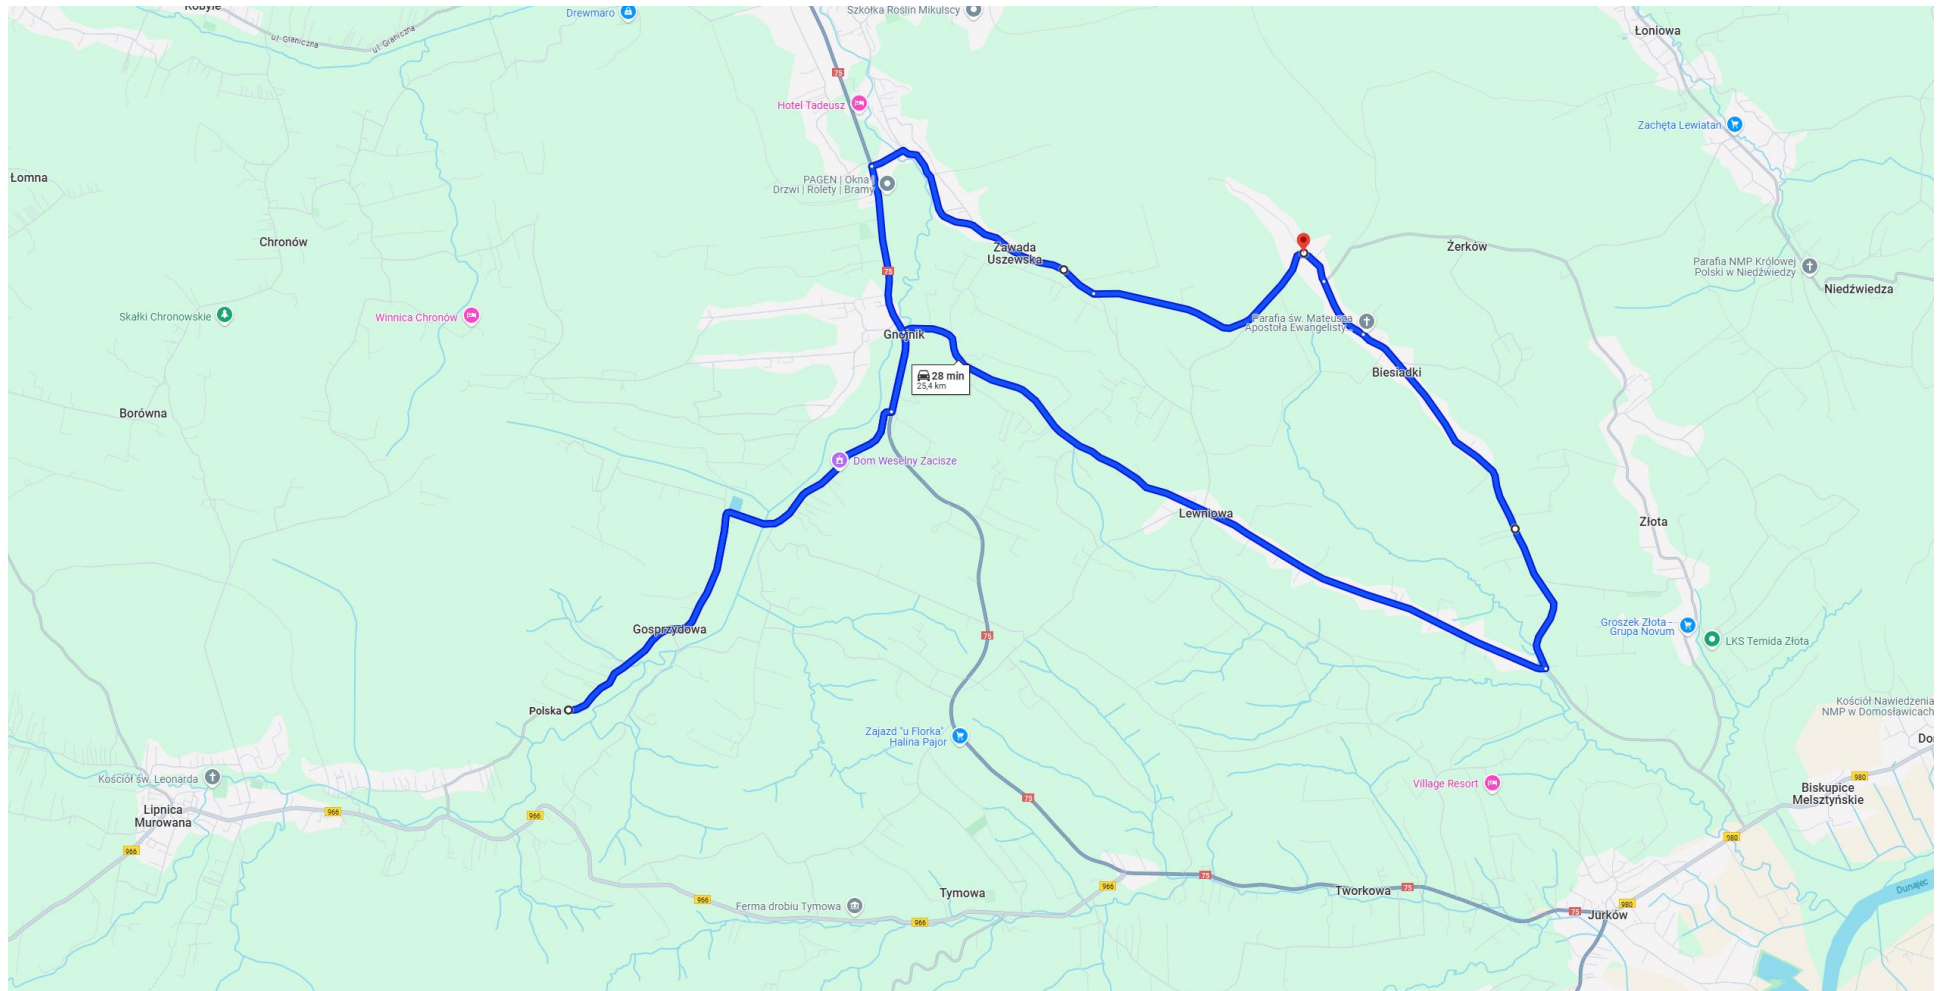 Kobyle
ul. Graniczna
ul. Graniczna
Drewmaro
75
Szkółka Roślin Mikulscy
Łoniowa
Hotel Tadeusz
Zachęta Lewiatan
Łomna
PAGEN | Okna
Drzwi | Rolety | Bramy
Chronów
Zawada
Uszewska
Żerków
Parafia NMP Królowej
Polski w Niedźwiedzy
75
Niedźwiedza
Skałki Chronowskie
Winnica Chronów
Parafia św. Mateusza
Apostoła Ewangelisty...
Gnojnik
28 min
25,4 km
Biesiadki
Borówna
Dom Weselny Zacisze
Lewniowa
Złota
Gosprzydowa
75
Groszek Złota -
Grupa Novum
LKS Temida Złota
Polska
Kościół Nawiedzenia
NMP w Domosławicach
Zajazd "u Florka"
Halina Pajor
Do
Kościół św. Leonarda
Village Resort
980
Biskupice
Melsztyńskie
75
Lipnica
Murowana
966
966
980
966
75
966
Tworkowa
75
Dunajec
Tymowa
966
Ferma drobiu Tymowa
980
966
75
Jurków